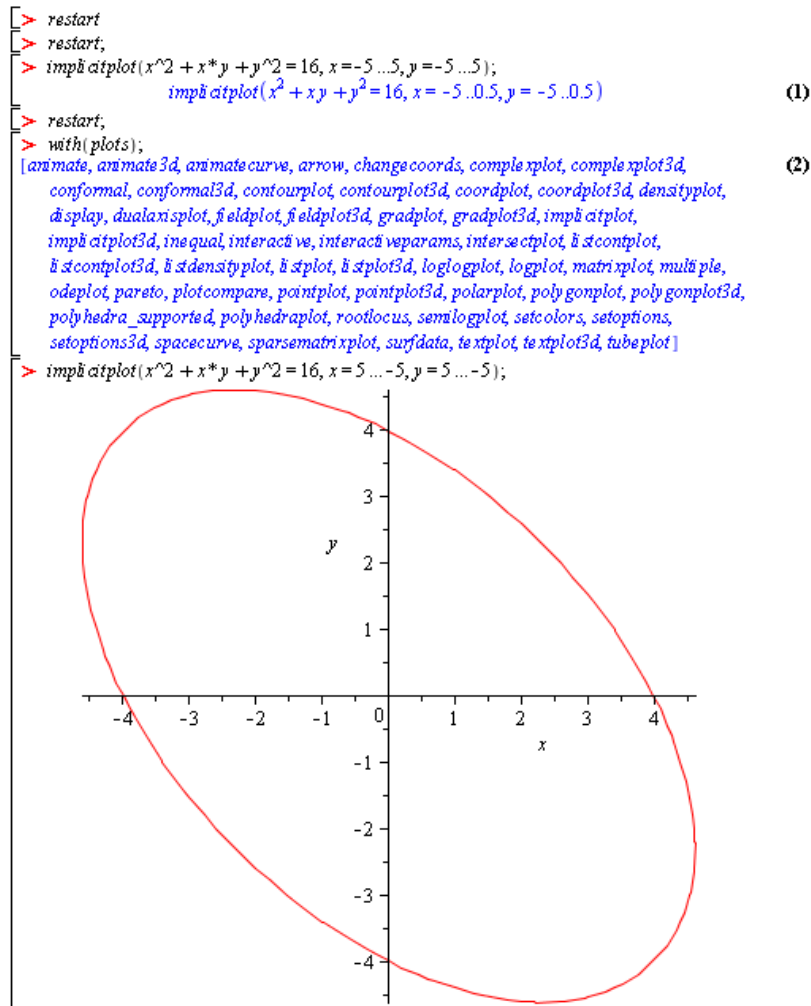 > restart
> restart;
> implicitplot(x^2 + x* y + y^2 = 16, x = -5 ...5, y = -5 ...5);
implicitplot(x² + x y + y² = 16, x = -5 ..0.5, y = -5 ..0.5) (1)
> restart;
> with(plots);
[animate, animate3d, animatecurve, arrow, changecoords, complexplot, complexplot3d, (2)
conformal, conformal3d, contourplot, contourplot3d, coordplot, coordplot3d, densityplot,
display, dualaxisplot, fieldplot, fieldplot3d, gradplot, gradplot3d, implicitplot,
implicitplot3d, inequal, interactive, interactiveparams, intersectplot, listcontplot,
listcontplot3d, listdensityplot, listplot, listplot3d, loglogplot, logplot, matrixplot, multiple,
odeplot, pareto, plotcompare, pointplot, pointplot3d, polarplot, polygonplot, polygonplot3d,
polyhedra_supported, polyhedraplot, rootlocus, semilogplot, setcolors, setoptions,
setoptions3d, spacecurve, sparsematrixplot, surfdata, textplot, textplot3d, tubeplot]
> implicitplot(x^2 + x* y + y^2 = 16, x = 5 ...-5, y = 5 ...-5);
4
3
y
2
1
-4 -3 -2 -1 0 1 2 3 4
x
-1
-2
-3
-4